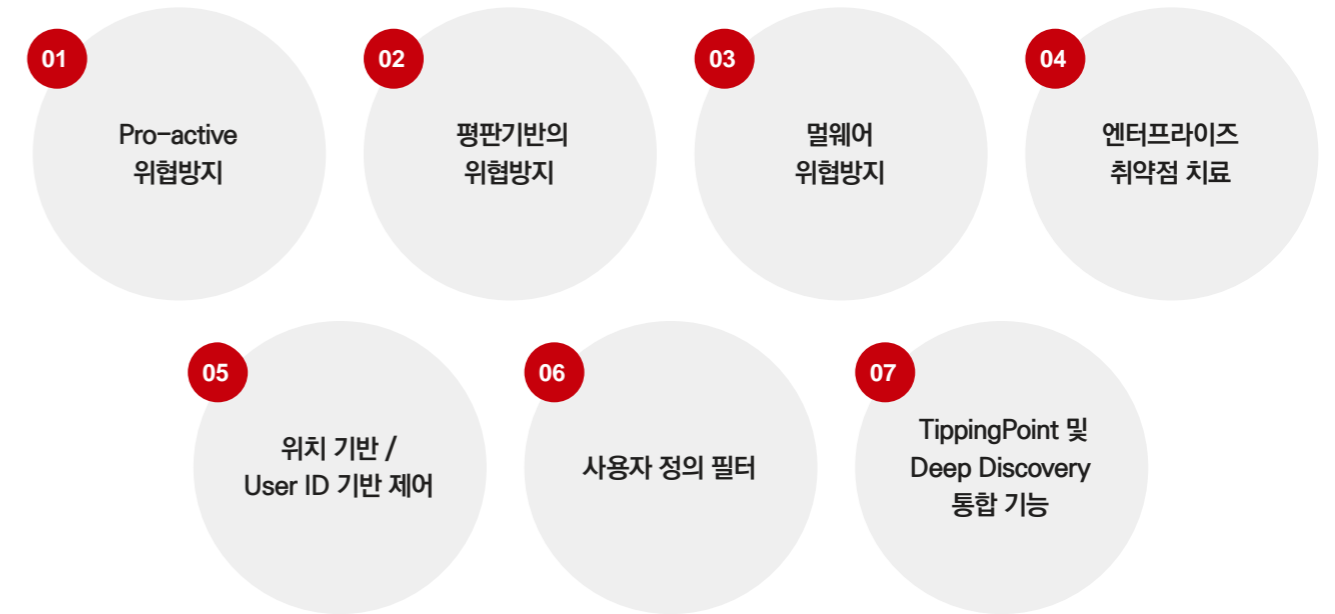 01
Pro-active
위협방지
02
평판기반의
위협방지
03
멀웨어
위협방지
04
엔터프라이즈
취약점 치료
05
위치 기반 /
User ID 기반 제어
06
사용자 정의 필터
07
TippingPoint 및
Deep Discovery
통합 기능